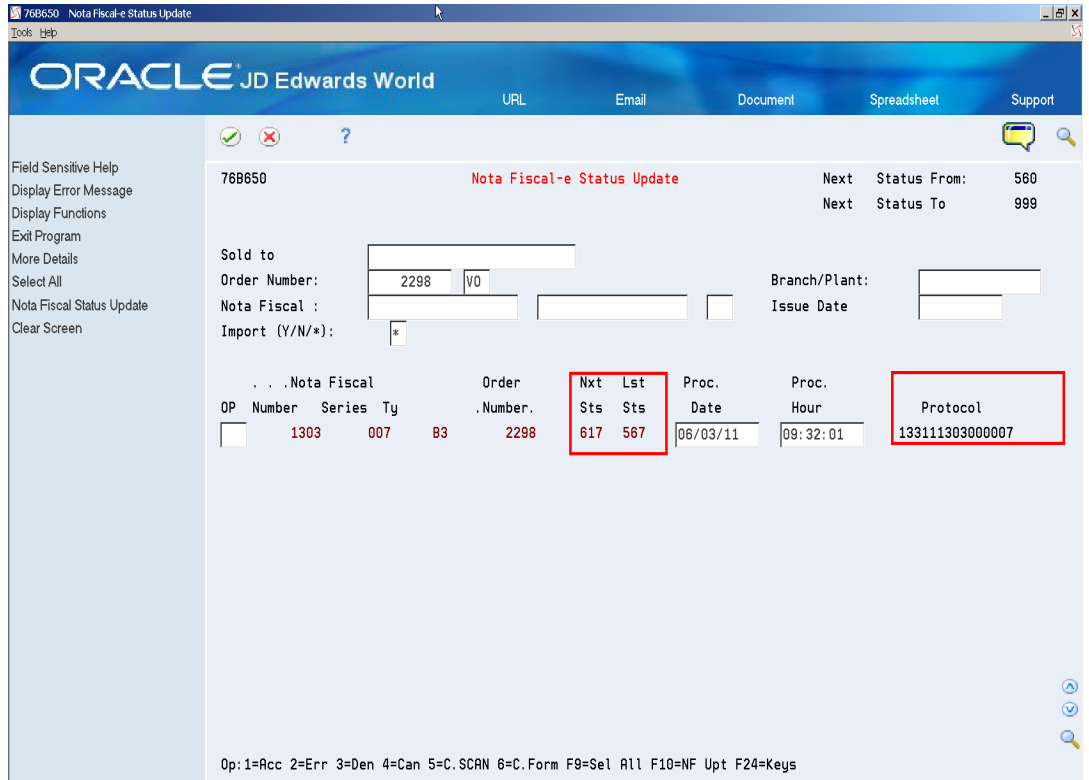 76B650 Nota Fiscal-e Status Update
Tools Help
ORACLE JD Edwards World
URL Email Document Spreadsheet Support
?
Field Sensitive Help
Display Error Message
Display Functions
Exit Program
More Details
Select All
Nota Fiscal Status Update
Clear Screen
76B650 Nota Fiscal-e Status Update Next Status From: 560
Next Status To 999
Sold to
Order Number: 2298 VO Branch/Plant:
Nota Fiscal : Issue Date
Import (Y/N/*): *
. . .Nota Fiscal Order Nxt Lst Proc. Proc.
OP Number Series Ty .Number. Sts Sts Date Hour Protocol
1303 007 B3 2298 617 567 06/03/11 09:32:01 133111303000007
Op:1=Acc 2=Err 3=Den 4=Can 5=C.SCAN 6=C.Form F9=Sel All F10=NF Upt F24=Keys